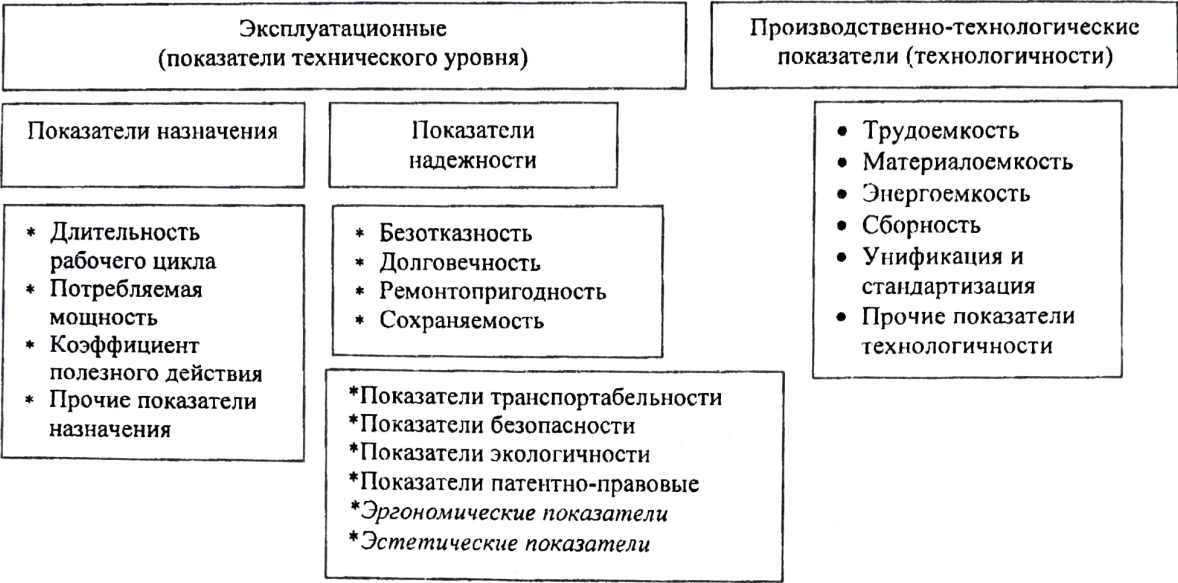 Эксплуатационные
(показатели технического уровня)
Производственно-технологические
показатели (технологичности)
Показатели назначения
Показатели
надежности
* Длительность
рабочего цикла
* Потребляемая
мощность
* Коэффициент
полезного действия
* Прочие показатели
назначения
* Безотказность
* Долговечность
* Ремонтопригодность
* Сохраняемость
*Показатели транспортабельности
*Показатели безопасности
*Показатели экологичности
*Показатели патентно-правовые
*Эргономические показатели
*Эстетические показатели
• Трудоемкость
• Материалоемкость
• Энергоемкость
• Сборность
• Унификация и
стандартизация
• Прочие показатели
технологичности